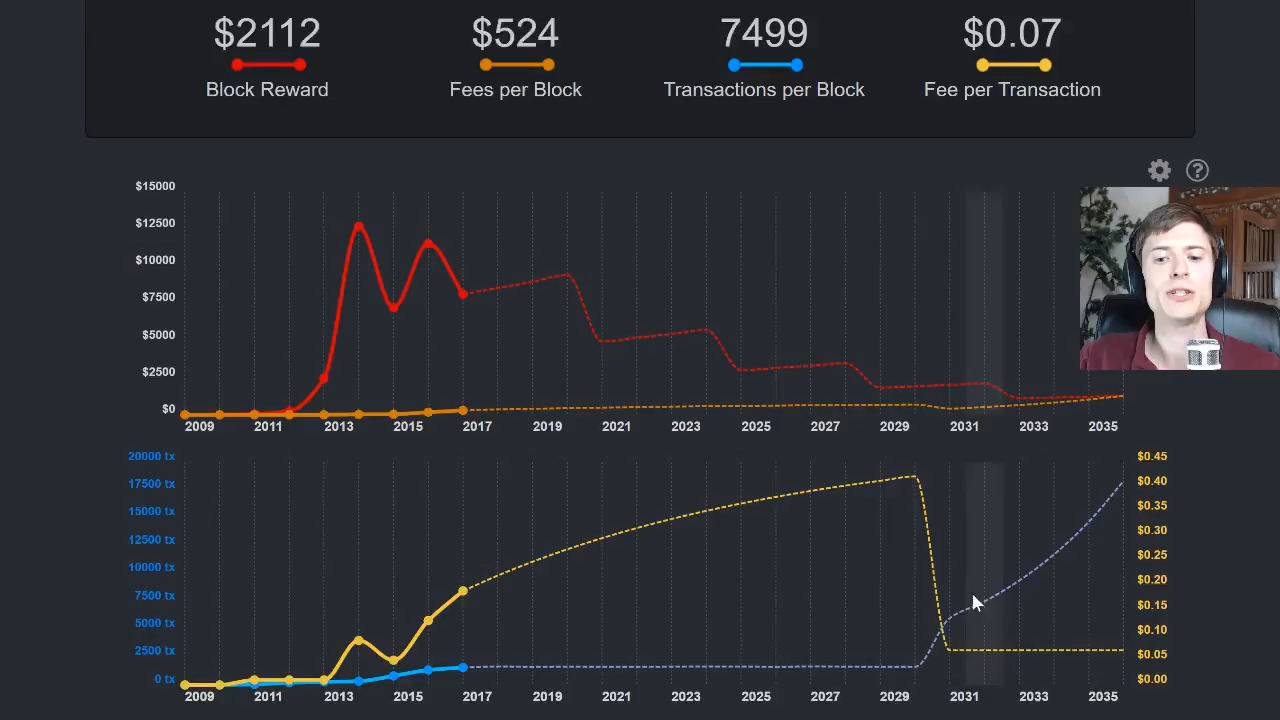 $2112 $524 7499 $0.07
Block Reward Fees per Block Transactions per Block Fee per Transaction
$15000
$12500
$10000
$7500
$5000
$2500
$0
2009 2011 2013 2015 2017 2019 2021 2023 2025 2027 2029 2031 2033 2035
20000 tx $0.45
17500 tx $0.40
15000 tx $0.35
12500 tx $0.30
10000 tx $0.25
$0.20
7500 tx $0.15
5000 tx $0.10
2500 tx $0.05
0 tx $0.00
2009 2011 2013 2015 2017 2019 2021 2023 2025 2027 2029 2031 2033 2035